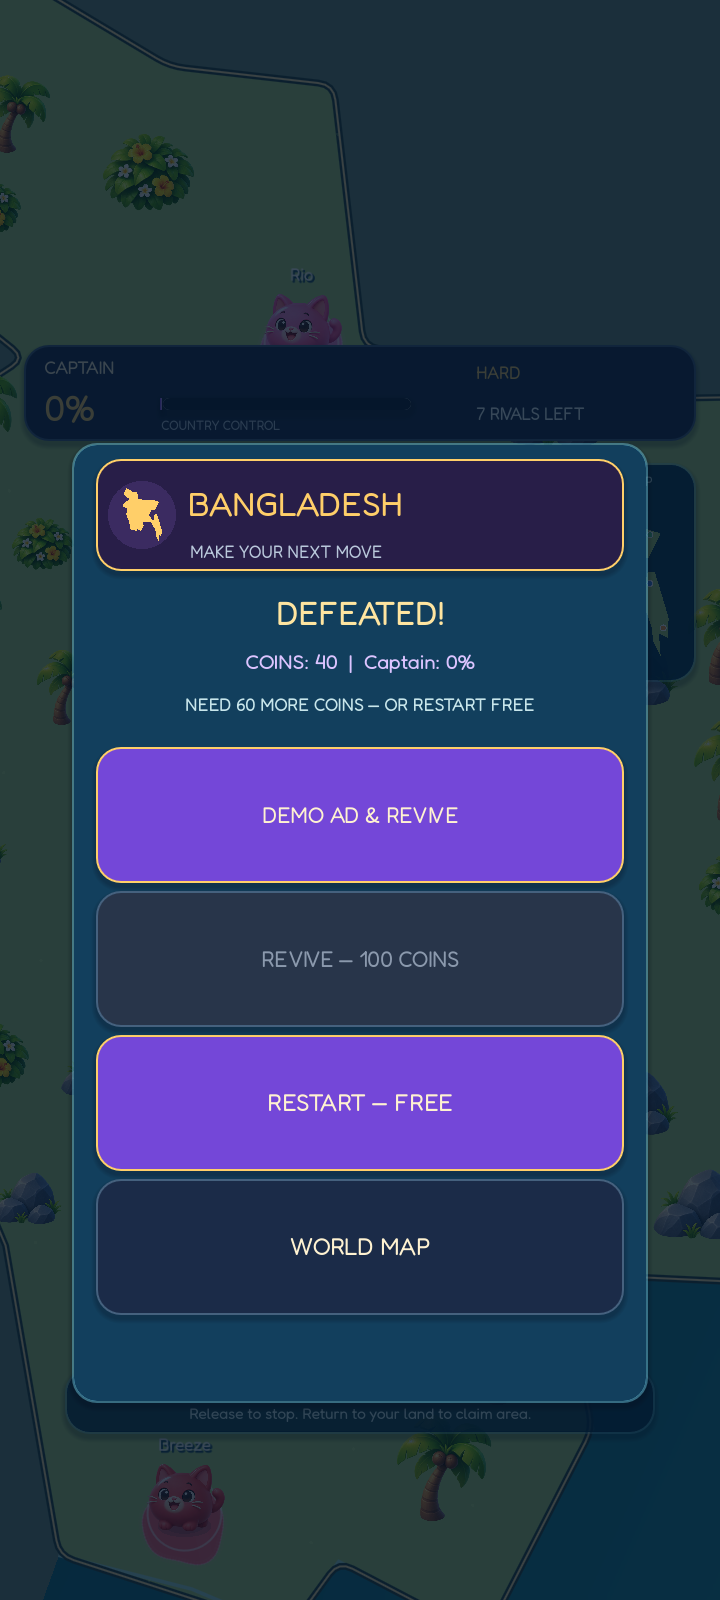 Rio
CAPTAIN
0%
COUNTRY CONTROL
HARD
7 RIVALS LEFT
BANGLADESH
MAKE YOUR NEXT MOVE
DEFEATED!
COINS: 40 | Captain: 0%
NEED 60 MORE COINS — OR RESTART FREE
DEMO AD & REVIVE
REVIVE — 100 COINS
RESTART — FREE
WORLD MAP
Release to stop. Return to your land to claim area.
Breeze